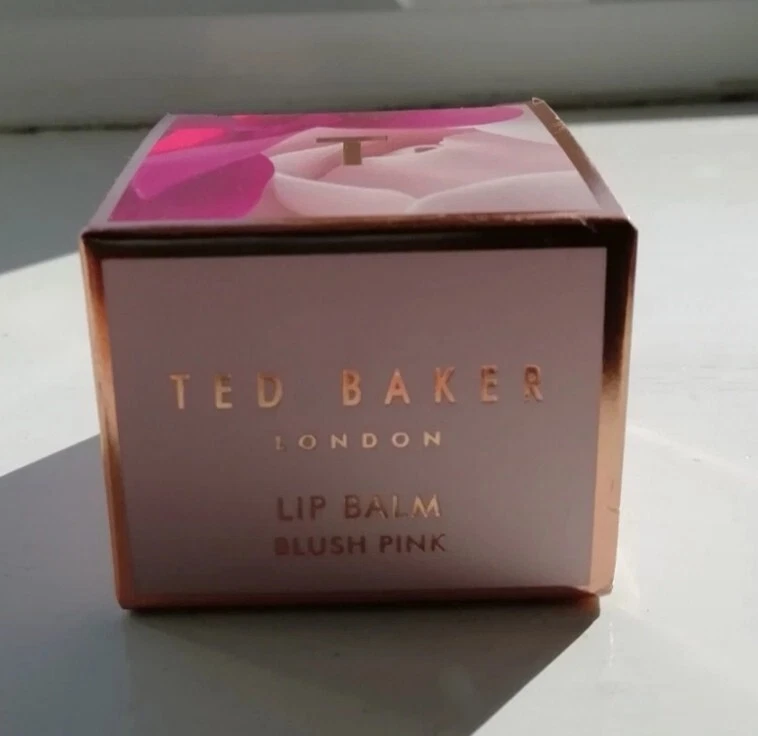 T.
TED BAKER
LONDON
LIP BALM
BLUSH PINK